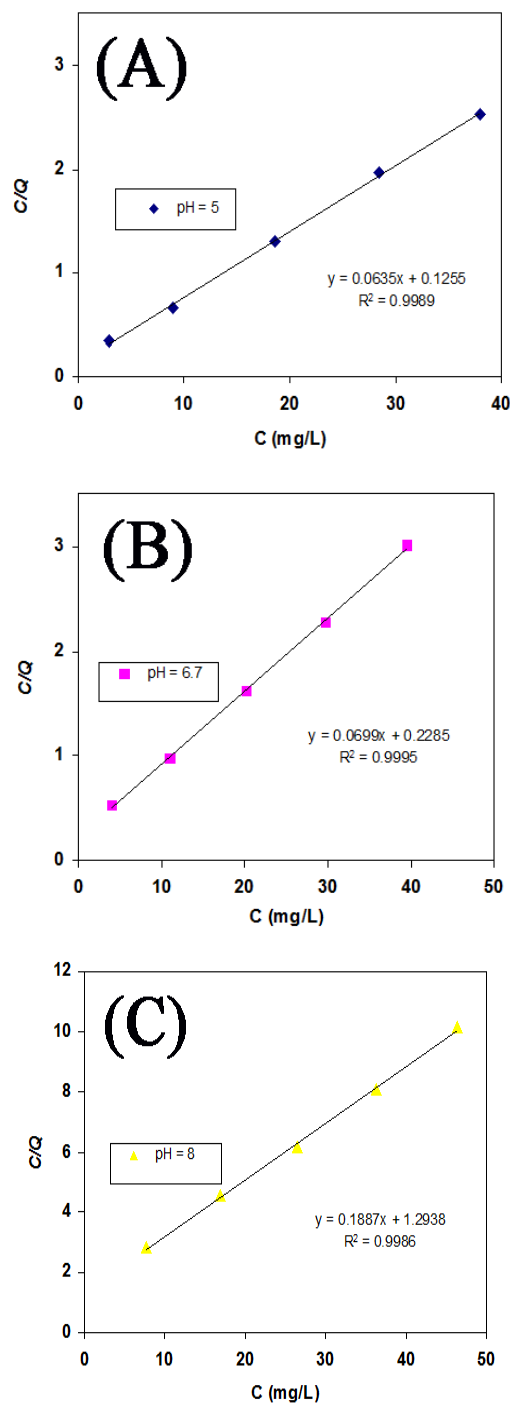 (A)
3
2
1
0
C/Q
pH = 5
y = 0.0635x + 0.1255
R² = 0.9989
0 10 20 30 40
C (mg/L)
(B)
3
2
1
0
C/Q
pH = 6.7
y = 0.0699x + 0.2285
R² = 0.9995
0 10 20 30 40 50
C (mg/L)
(C)
12
10
8
6
4
2
0
C/Q
pH = 8
y = 0.1887x + 1.2938
R² = 0.9986
0 10 20 30 40 50
C (mg/L)